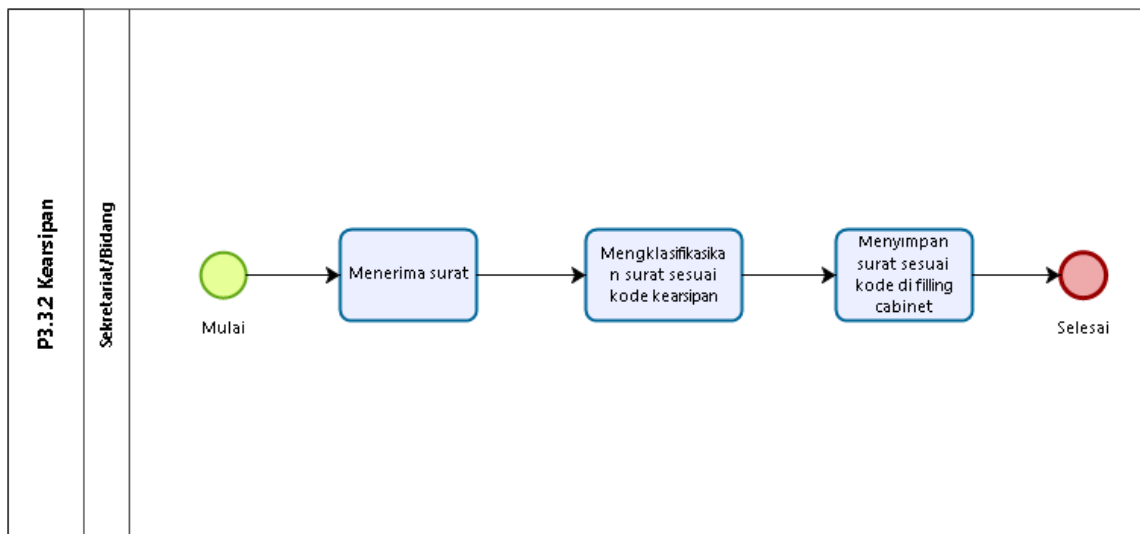 P3.3.2 Kearsipan
Sekretariat/Bidang
Mulai
Menerima surat
Mengklasifikasika
n surat sesuai
kode kearsipan
Menyimpan
surat sesuai
kode di filling
cabinet
Selesai